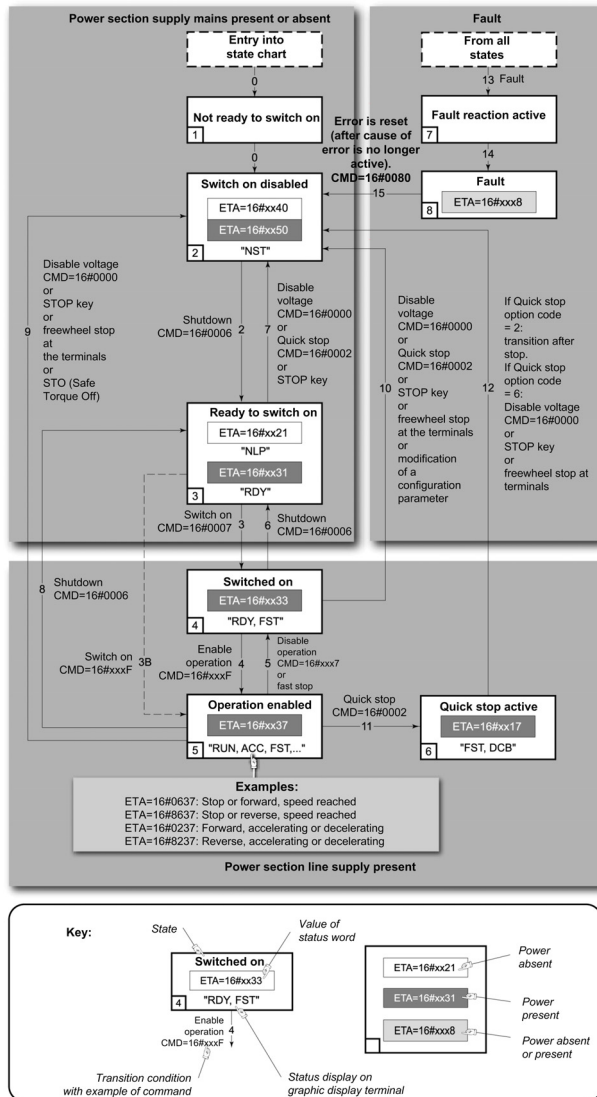 Power section supply mains present or absent
Fault
Entry into
state chart
0
Not ready to switch on
1
0
Switch on disabled
ETA=16#xx40
ETA=16#xx50
2
"NST"
From all
states
13 Fault
Fault reaction active
7
14
Error is reset
(after cause of
error is no longer
active).
CMD=16#0080
15
Fault
ETA=16#xxx8
8
9
Disable voltage
CMD=16#0000
or
STOP key
or
freewheel stop
at
the terminals
or
STO (Safe
Torque Off)
Shutdown
CMD=16#0006
2
7
Disable
voltage
CMD=16#0000
or
Quick stop
CMD=16#0002
or
STOP key
10
Disable
voltage
CMD=16#0000
or
Quick stop
CMD=16#0002
or
STOP key
or
freewheel stop
at the terminals
or
modification
of a
configuration
parameter
12
If Quick stop
option code
= 2:
transition after
stop.
If Quick stop
option code
= 6:
Disable voltage
CMD=16#0000
or
STOP key
or
freewheel stop at
terminals
Ready to switch on
ETA=16#xx21
"NLP"
ETA=16#xx31
3
"RDY"
Switch on
CMD=16#0007
3
6
Shutdown
CMD=16#0006
8
Shutdown
CMD=16#0006
Switched on
ETA=16#xx33
4
"RDY, FST"
Switch on
CMD=16#xxxF
3B
Enable
operation
CMD=16#xxxF
4
5
Disable
operation
CMD=16#xxx7
or
fast stop
Operation enabled
ETA=16#xx37
5
"RUN, ACC, FST,..."
Quick stop
CMD=16#0002
11
Quick stop active
ETA=16#xx17
6
"FST, DCB"
Examples:
ETA=16#0637: Stop or forward, speed reached
ETA=16#8637: Stop or reverse, speed reached
ETA=16#0237: Forward, accelerating or decelerating
ETA=16#8237: Reverse, accelerating or decelerating
Power section line supply present
Key:
State
Value of
status word
Switched on
ETA=16#xx33
4
"RDY, FST"
Enable
operation
CMD=16#xxxF
4
Transition condition
with example of command
Status display on
graphic display terminal
ETA=16#xx21
ETA=16#xx31
ETA=16#xxx8
Power
absent
Power
present
Power absent
or present